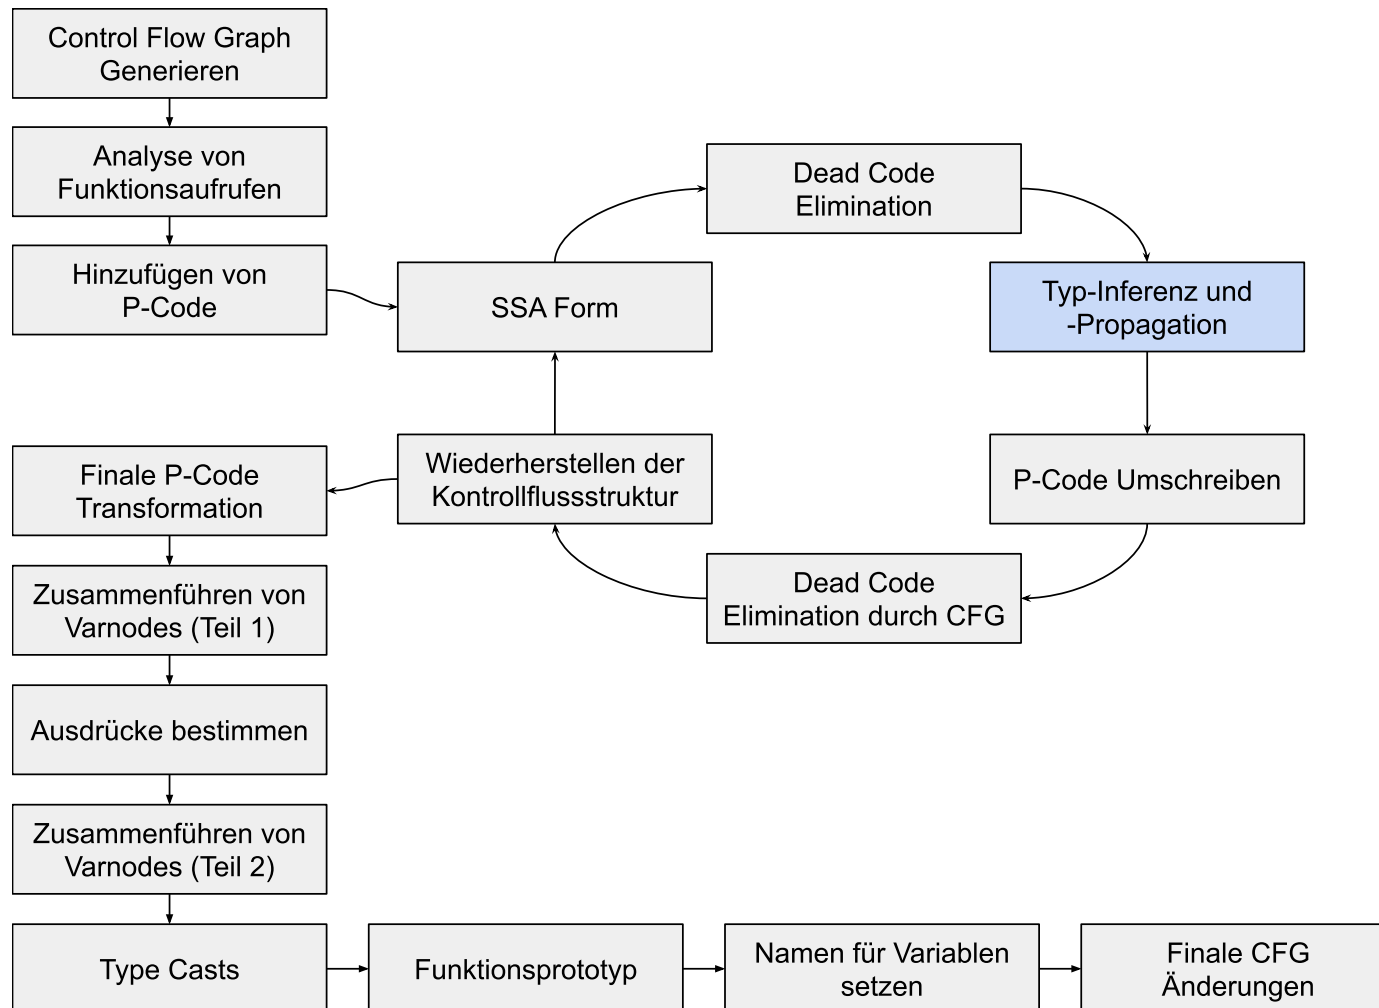 Control Flow Graph
Generieren
Analyse von
Funktionsaufrufen
Hinzufügen von
P-Code
SSA Form
Dead Code
Elimination
Typ-Inferenz und
-Propagation
P-Code Umschreiben
Dead Code
Elimination durch CFG
Wiederherstellen der
Kontrollflussstruktur
Finale P-Code
Transformation
Zusammenführen von
Varnodes (Teil 1)
Ausdrücke bestimmen
Zusammenführen von
Varnodes (Teil 2)
Type Casts
Funktionsprototyp
Namen für Variablen
setzen
Finale CFG
Änderungen